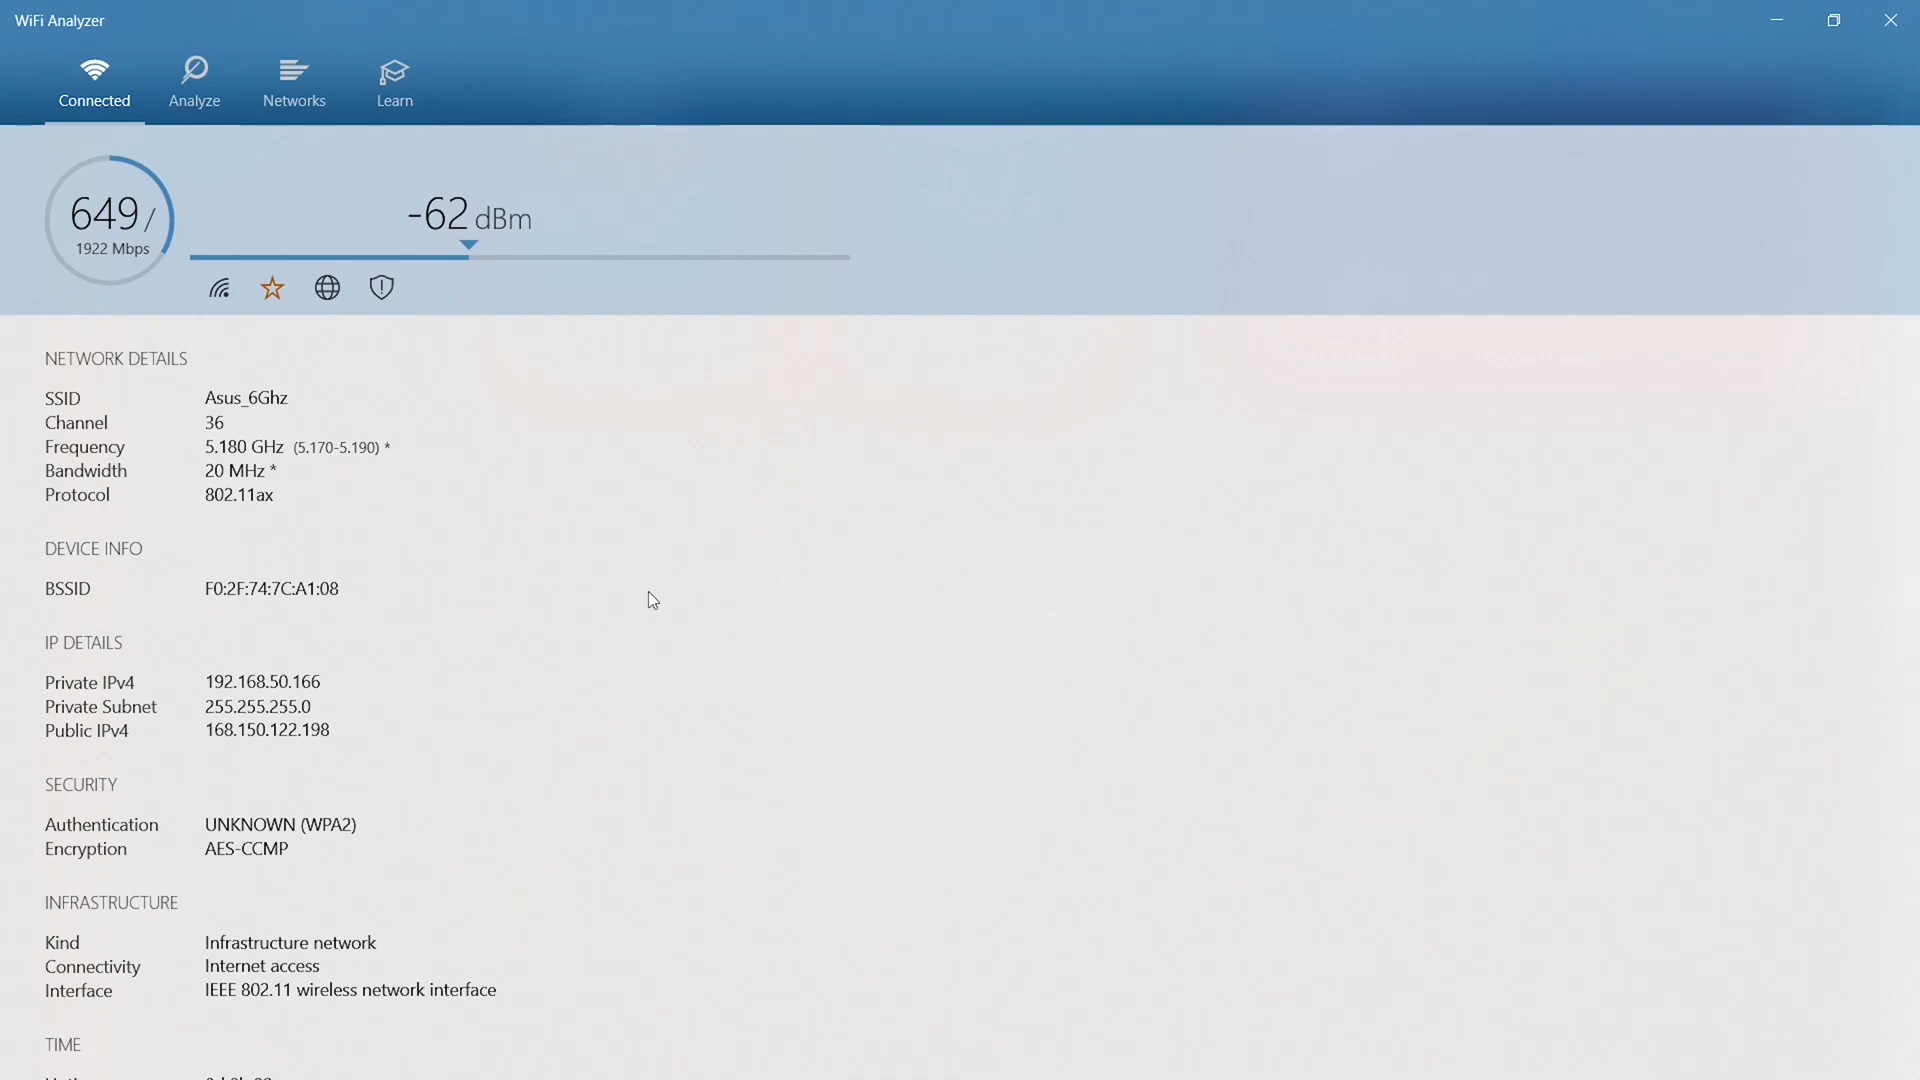 WiFi Analyzer
Connected
Analyze
Networks
Learn
649/
1922 Mbps
-62 dBm
NETWORK DETAILS
SSID Asus_6Ghz
Channel 36
Frequency 5.180 GHz (5.170-5.190) *
Bandwidth 20 MHz *
Protocol 802.11ax
DEVICE INFO
BSSID F0:2F:74:7C:A1:08
IP DETAILS
Private IPv4 192.168.50.166
Private Subnet 255.255.255.0
Public IPv4 168.150.122.198
SECURITY
Authentication UNKNOWN (WPA2)
Encryption AES-CCMP
INFRASTRUCTURE
Kind Infrastructure network
Connectivity Internet access
Interface IEEE 802.11 wireless network interface
TIME